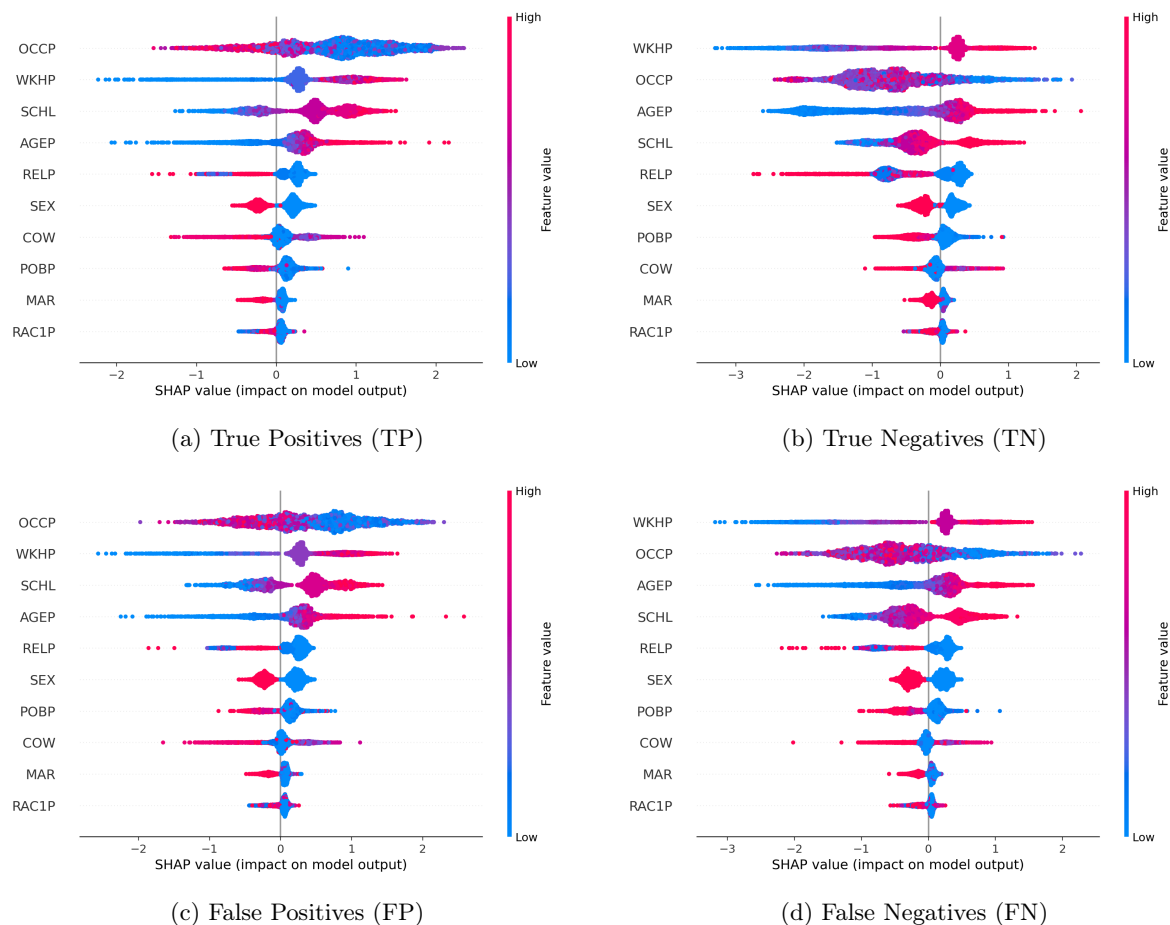 High
OCCP
WKHP
SCHL
AGEP
RELP
SEX
COW
POBP
MAR
RAC1P
Feature value
Low
−2 −1 0 1 2
SHAP value (impact on model output)
(a) True Positives (TP)
High
WKHP
OCCP
AGEP
SCHL
RELP
SEX
POBP
COW
MAR
RAC1P
Feature value
Low
−3 −2 −1 0 1 2
SHAP value (impact on model output)
(b) True Negatives (TN)
High
OCCP
WKHP
SCHL
AGEP
RELP
SEX
POBP
COW
MAR
RAC1P
Feature value
Low
−2 −1 0 1 2
SHAP value (impact on model output)
(c) False Positives (FP)
High
WKHP
OCCP
AGEP
SCHL
RELP
SEX
POBP
COW
MAR
RAC1P
Feature value
Low
−3 −2 −1 0 1 2
SHAP value (impact on model output)
(d) False Negatives (FN)